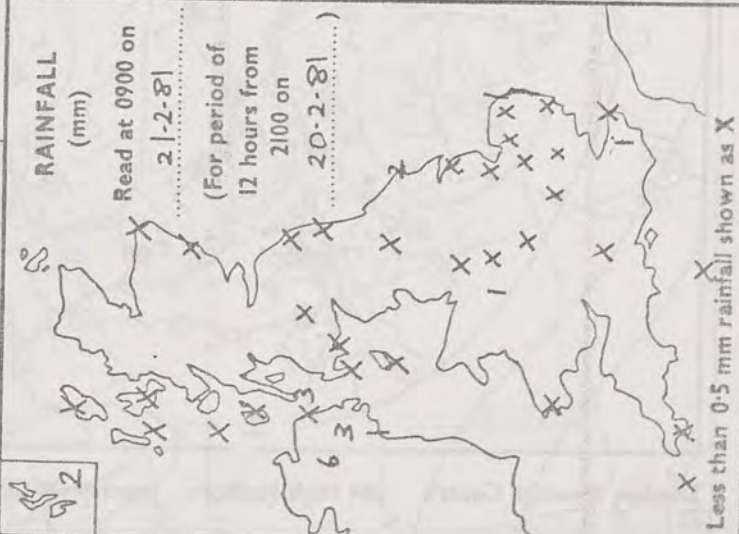 RAINFALL
(mm)
Read at 0900 on
21-2-81
(For period of
12 hours from
2100 on
20-2-81)
2
3
3
6
1
1
Less than 0·5 mm rainfall shown as X